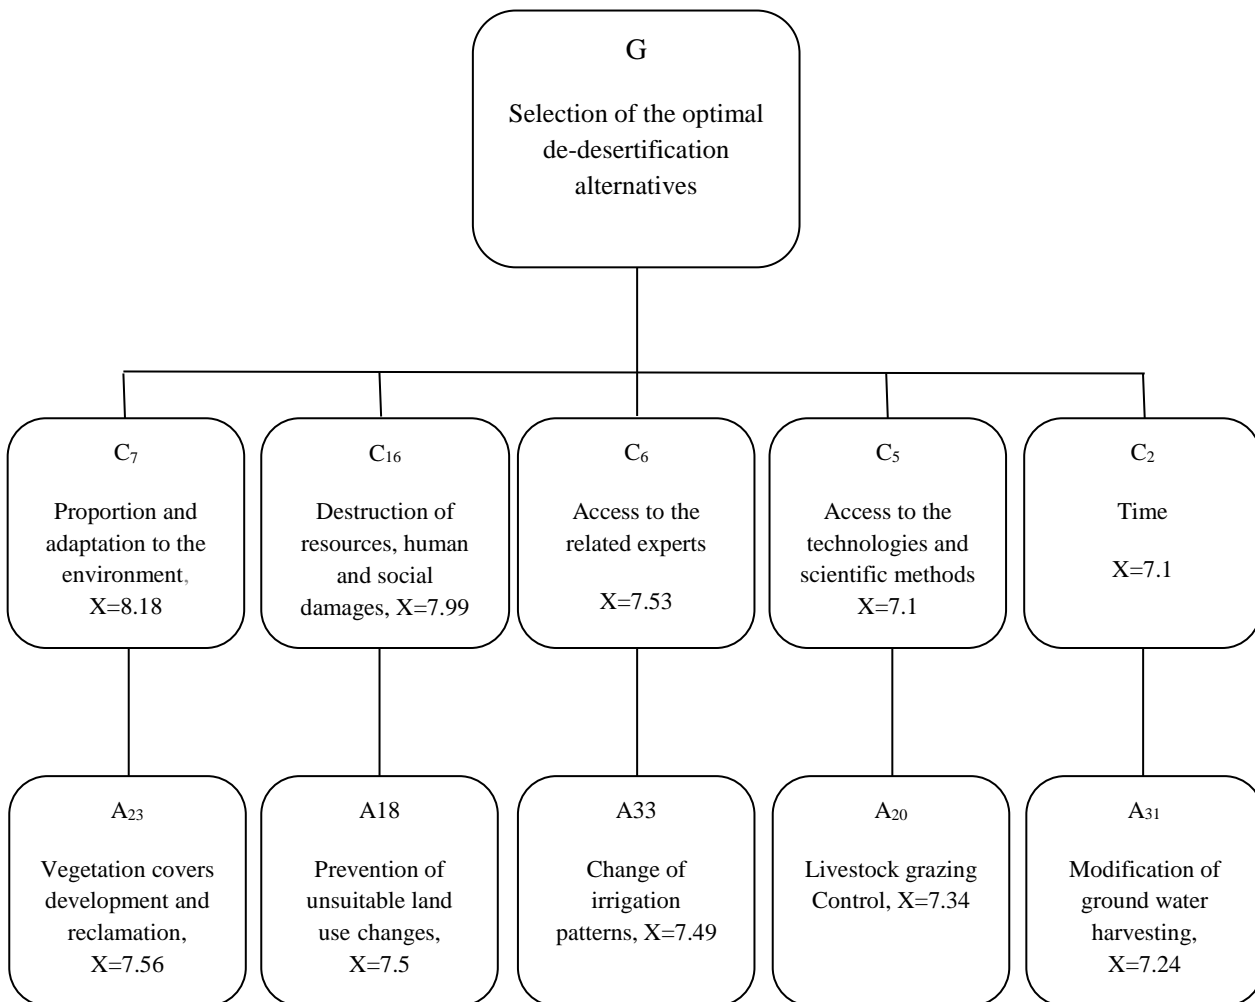 G
Selection of the optimal
de-desertification
alternatives
C₇
Proportion and
adaptation to the
environment,
X=8.18
C₁₆
Destruction of
resources, human
and social
damages, X=7.99
C₆
Access to the
related experts
X=7.53
C₅
Access to the
technologies and
scientific methods
X=7.1
C₂
Time
X=7.1
A₂₃
Vegetation covers
development and
reclamation,
X=7.56
A18
Prevention of
unsuitable land
use changes,
X=7.5
A33
Change of
irrigation
patterns, X=7.49
A₂₀
Livestock grazing
Control, X=7.34
A₃₁
Modification of
ground water
harvesting,
X=7.24